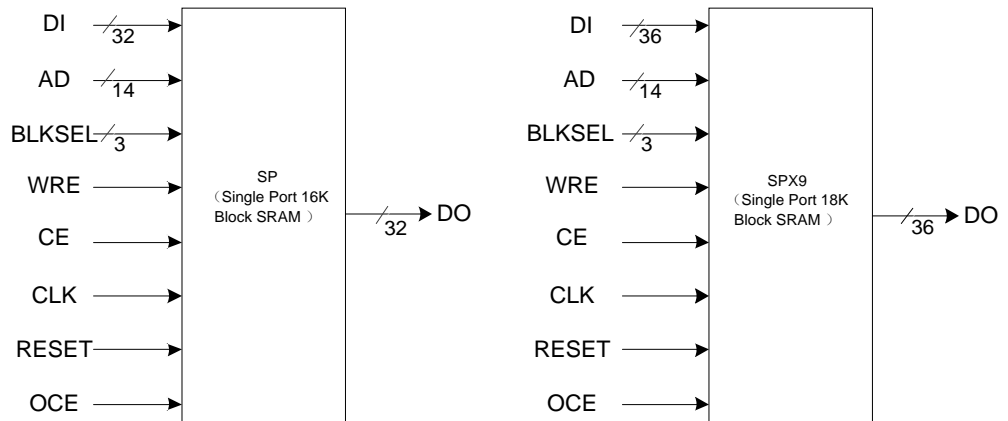 DI
32
AD
14
BLKSEL
3
WRE
CE
CLK
RESET
OCE
SP
（Single Port 16K
Block SRAM ）
32
DO
DI
36
AD
14
BLKSEL
3
WRE
CE
CLK
RESET
OCE
SPX9
（Single Port 18K
Block SRAM ）
36
DO